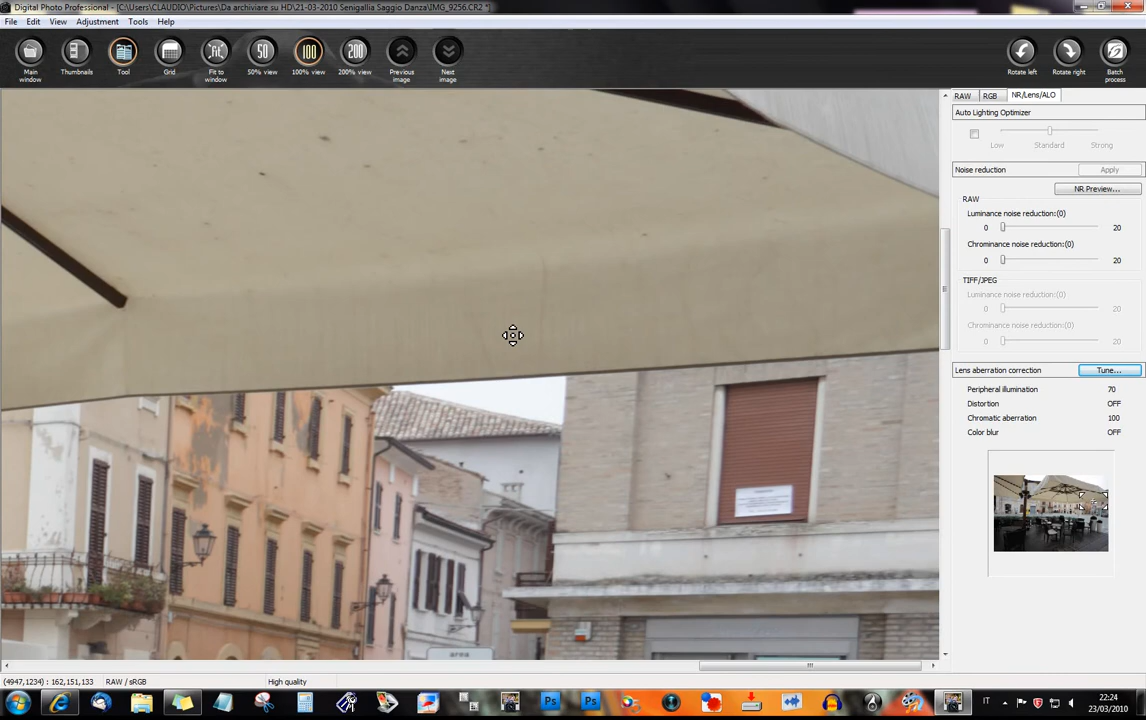 Digital Photo Professional - [C:\Users\CLAUDIO\Pictures\Da archiviare su HD\21-03-2010 Senigallia Saggio Danza\IMG_9256.CR2 *]
File Edit View Adjustment Tools Help
50 fit 100 200
Main window Thumbnails Tool Grid Fit to window 50% view 100% view 200% view Previous image Next image Rotate left Rotate right Batch process
RAW RGB NR/Lens/ALO
Auto Lighting Optimizer
Low Standard Strong
Noise reduction Apply
NR Preview...
RAW
Luminance noise reduction:(0)
0 20
Chrominance noise reduction:(0)
0 20
TIFF/JPEG
Luminance noise reduction:(0)
0 20
Chrominance noise reduction:(0)
0 20
Lens aberration correction Tune...
Peripheral illumination 70
Distortion OFF
Chromatic aberration 100
Color blur OFF
area
(4947,1234) : 162,151,133 RAW / sRGB High quality
Ps Ps
IT 22:24
23/03/2010